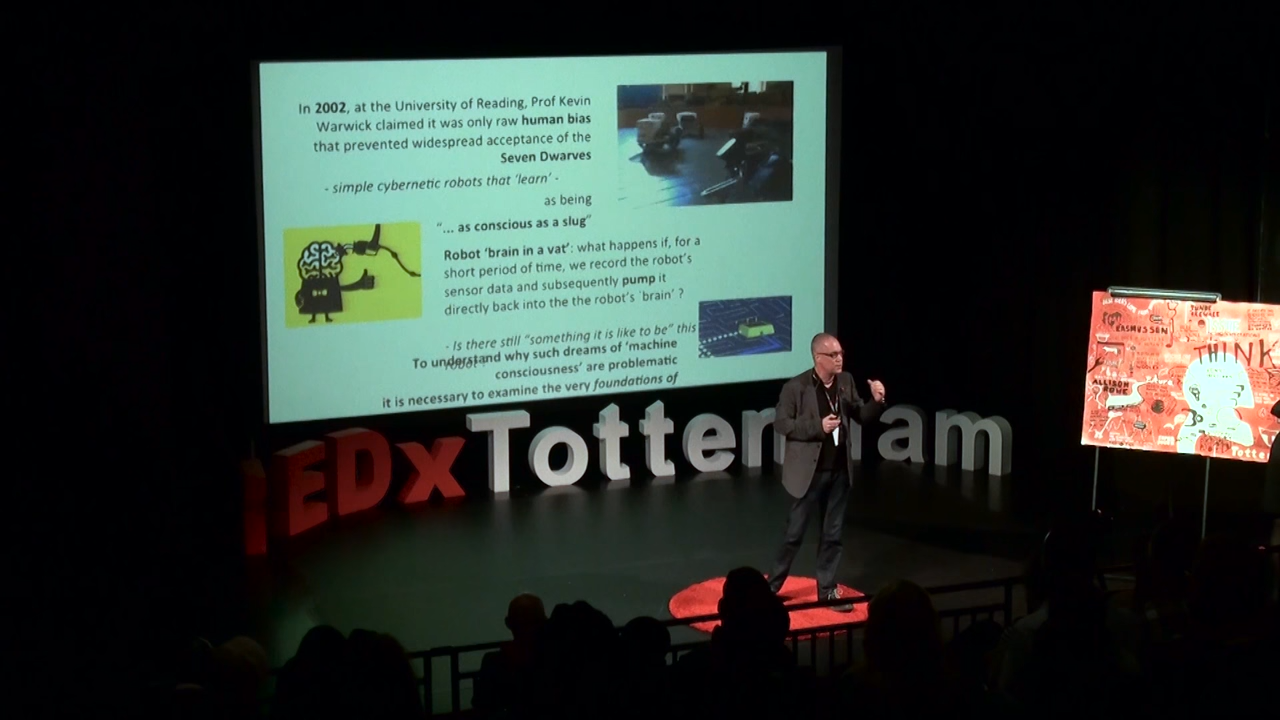 In 2002, at the University of Reading, Prof Kevin
Warwick claimed it was only raw human bias
that prevented widespread acceptance of the
Seven Dwarves
- simple cybernetic robots that 'learn' -
as being
"... as conscious as a slug"
Robot 'brain in a vat': what happens if, for a
short period of time, we record the robot's
sensor data and subsequently pump it
directly back into the the robot's `brain' ?
- Is there still "something it is like to be" this
robot
To understand why such dreams of 'machine
consciousness' are problematic
it is necessary to examine the very foundations of
TEDxTotten am
RASMUSSEN
THINK
ALLISON
ROWE
Totte